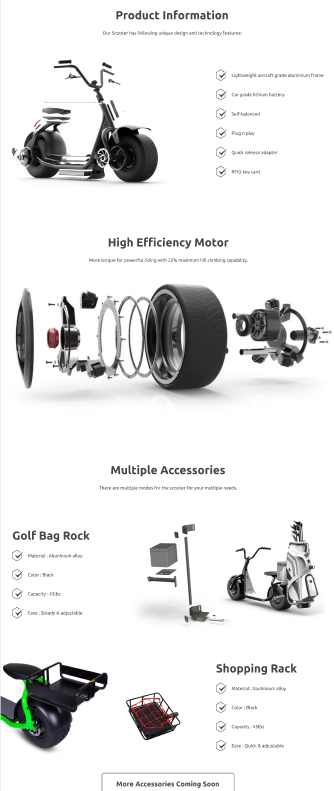 Product Information
Our Scooter has following unique design and technology features:
Lightweight aircraft grade aluminium frame
Car grade lithium battery
Self-balanced
Plug n play
Quick release adapter
RFID key card
High Efficiency Motor
More torque for powerful riding with 20% maximum hill climbing capability.
Multiple Accessories
There are multiple modes for the scooter for your multiple needs.
Golf Bag Rock
Material : Aluminium alloy
Color : Black
Capacity : 45lbs
Ease : Steady & adjustable
Shopping Rack
Material : Aluminum alloy
Color : Black
Capacity : 45lbs
Ease : Quick & adjustable
More Accessories Coming Soon